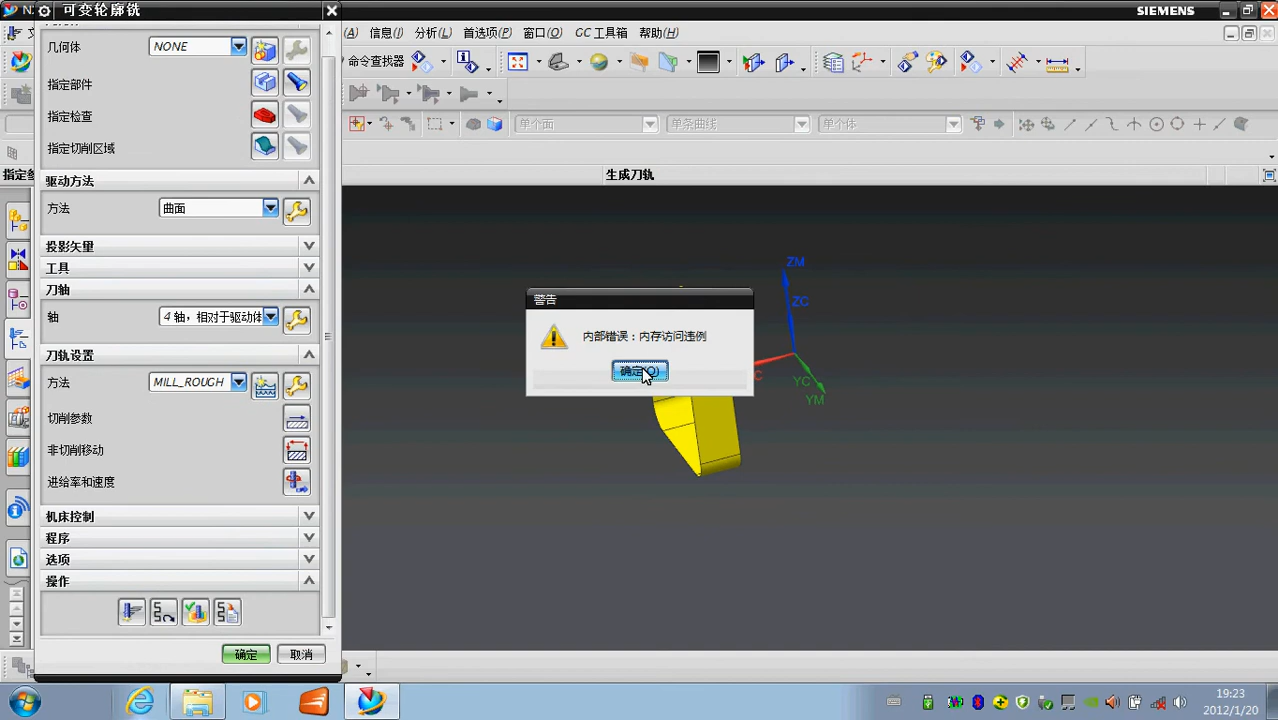 可变轮廓铣
SIEMENS
(A) 信息(I) 分析(L) 首选项(P) 窗口(O) GC 工具箱 帮助(H)
命令查找器
几何体 NONE
指定部件
指定检查
指定切削区域
单个面 单条曲线 单个体
生成刀轨
驱动方法
方法 曲面
投影矢量
工具
刀轴
轴 4 轴，相对于驱动体
刀轨设置
方法 MILL_ROUGH
切削参数
非切削移动
进给率和速度
机床控制
程序
选项
操作
确定 取消
警告
内部错误：内存访问违例
确定(O)
ZM
ZC
C
YC
YM
19:23
2012/1/20